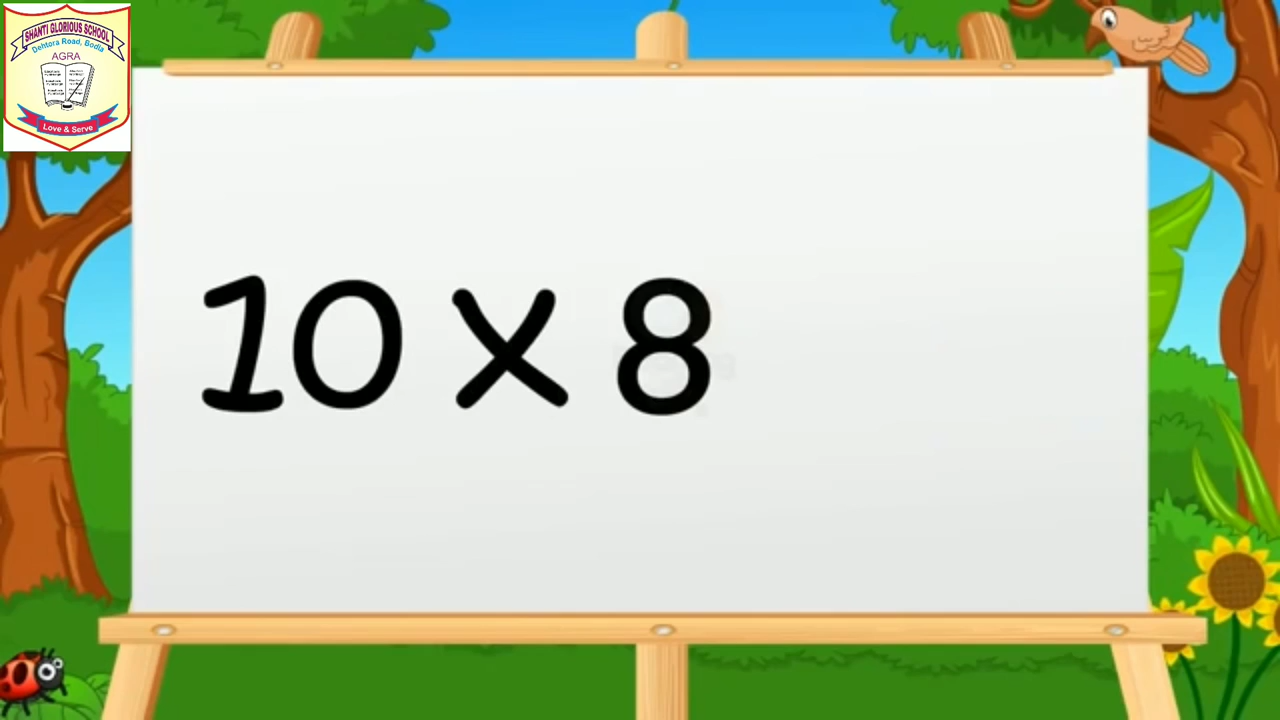 SHANTI GLORIOUS SCHOOL
Dehtora Road, Bodla
AGRA
Love & Serve
10 x 8